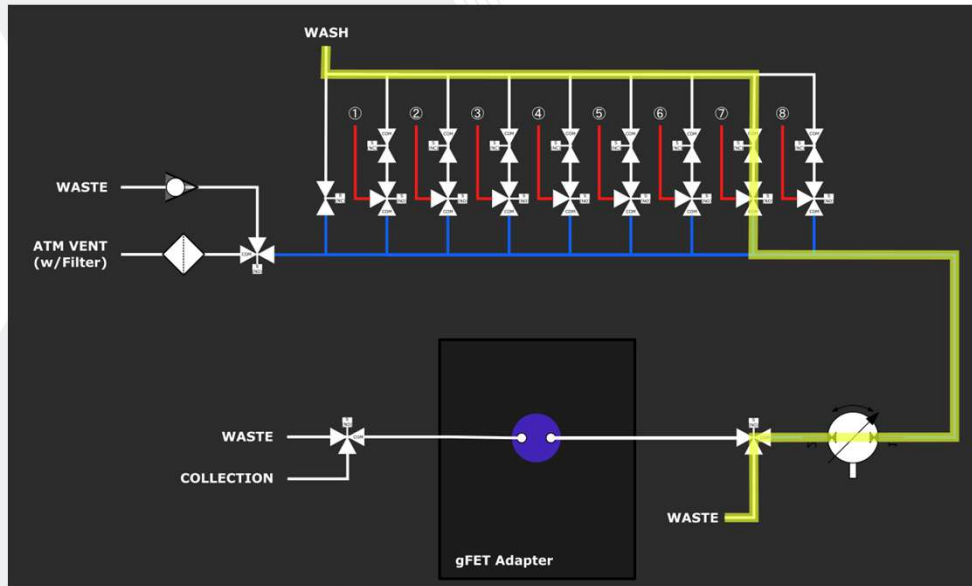 WASH
① ② ③ ④ ⑤ ⑥ ⑦ ⑧
WASTE
ATM VENT
(w/Filter)
WASTE
COLLECTION
WASTE
gFET Adapter